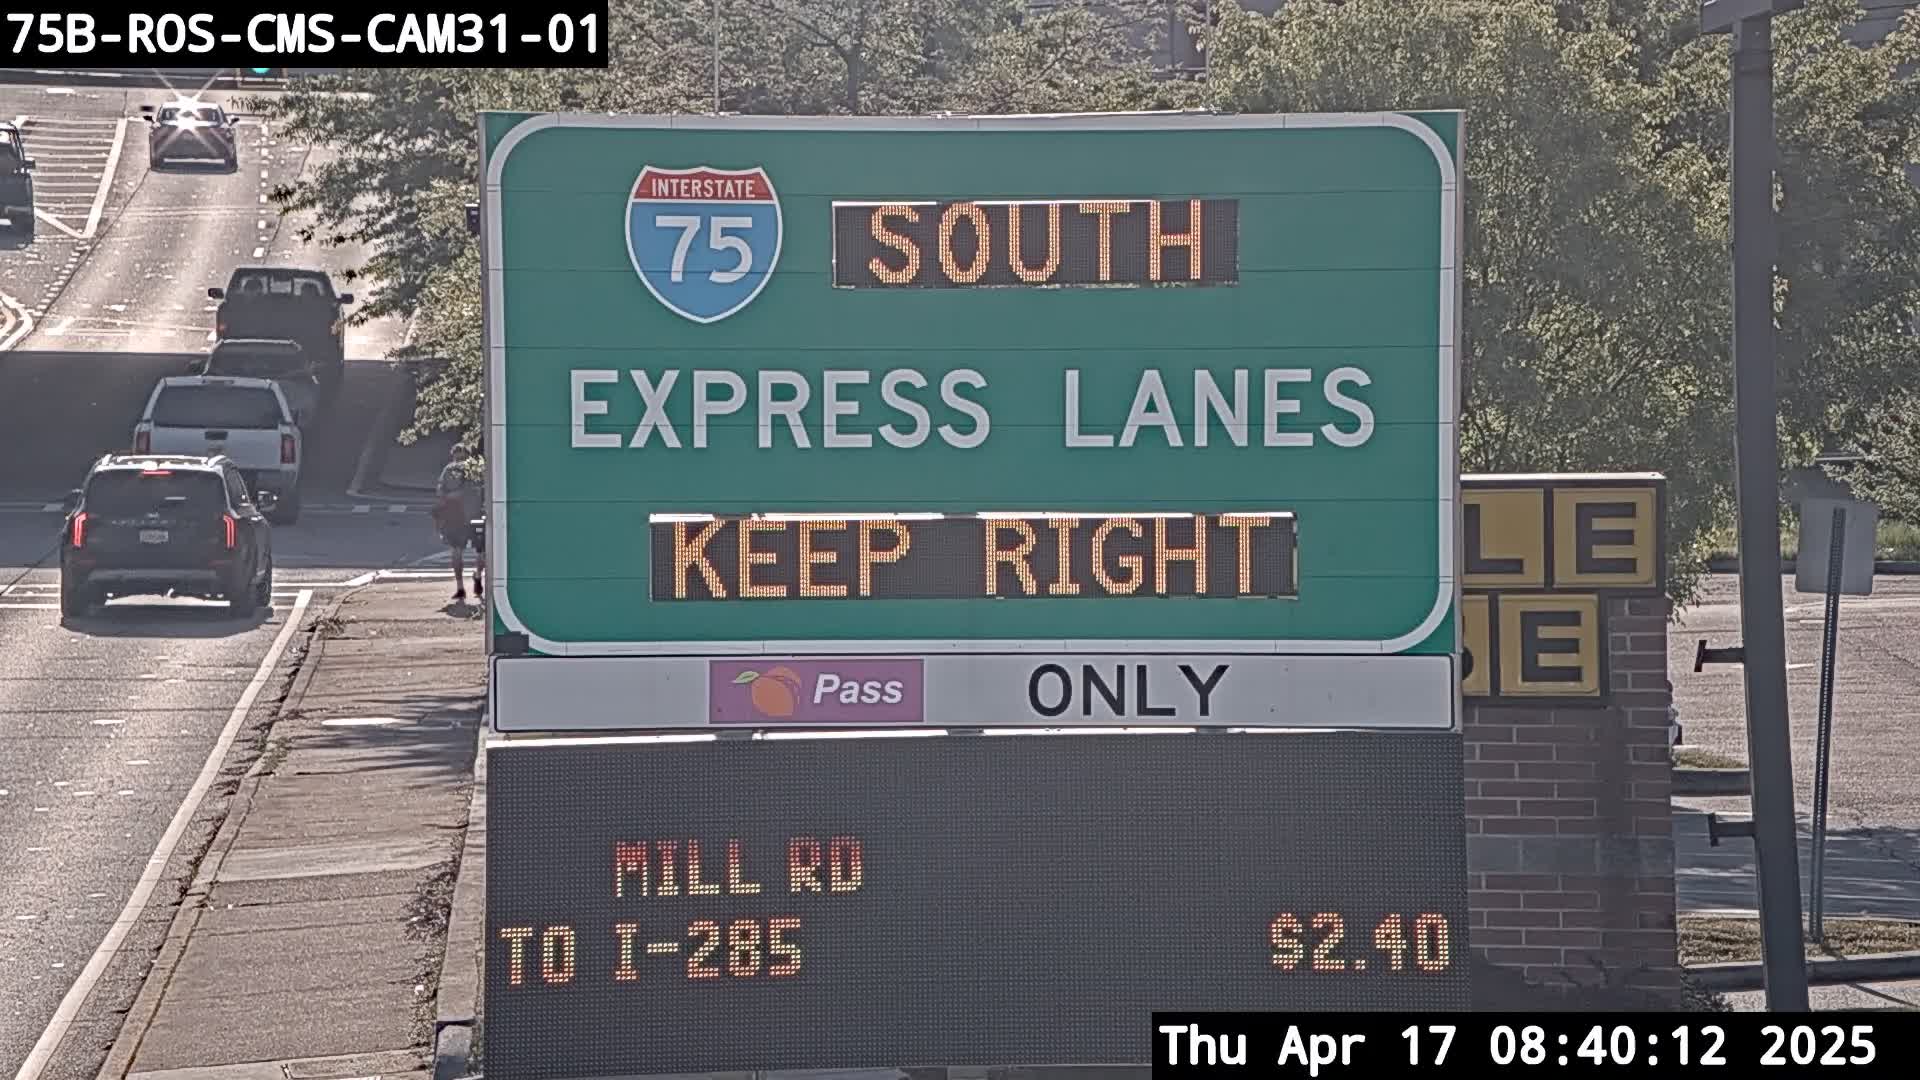 75B-ROS-CMS-CAM31-01
INTERSTATE
75
SOUTH
EXPRESS LANES
KEEP RIGHT
LE
BE
Pass ONLY
MILL RD
TO I-285 $2.40
Thu Apr 17 08:40:12 2025